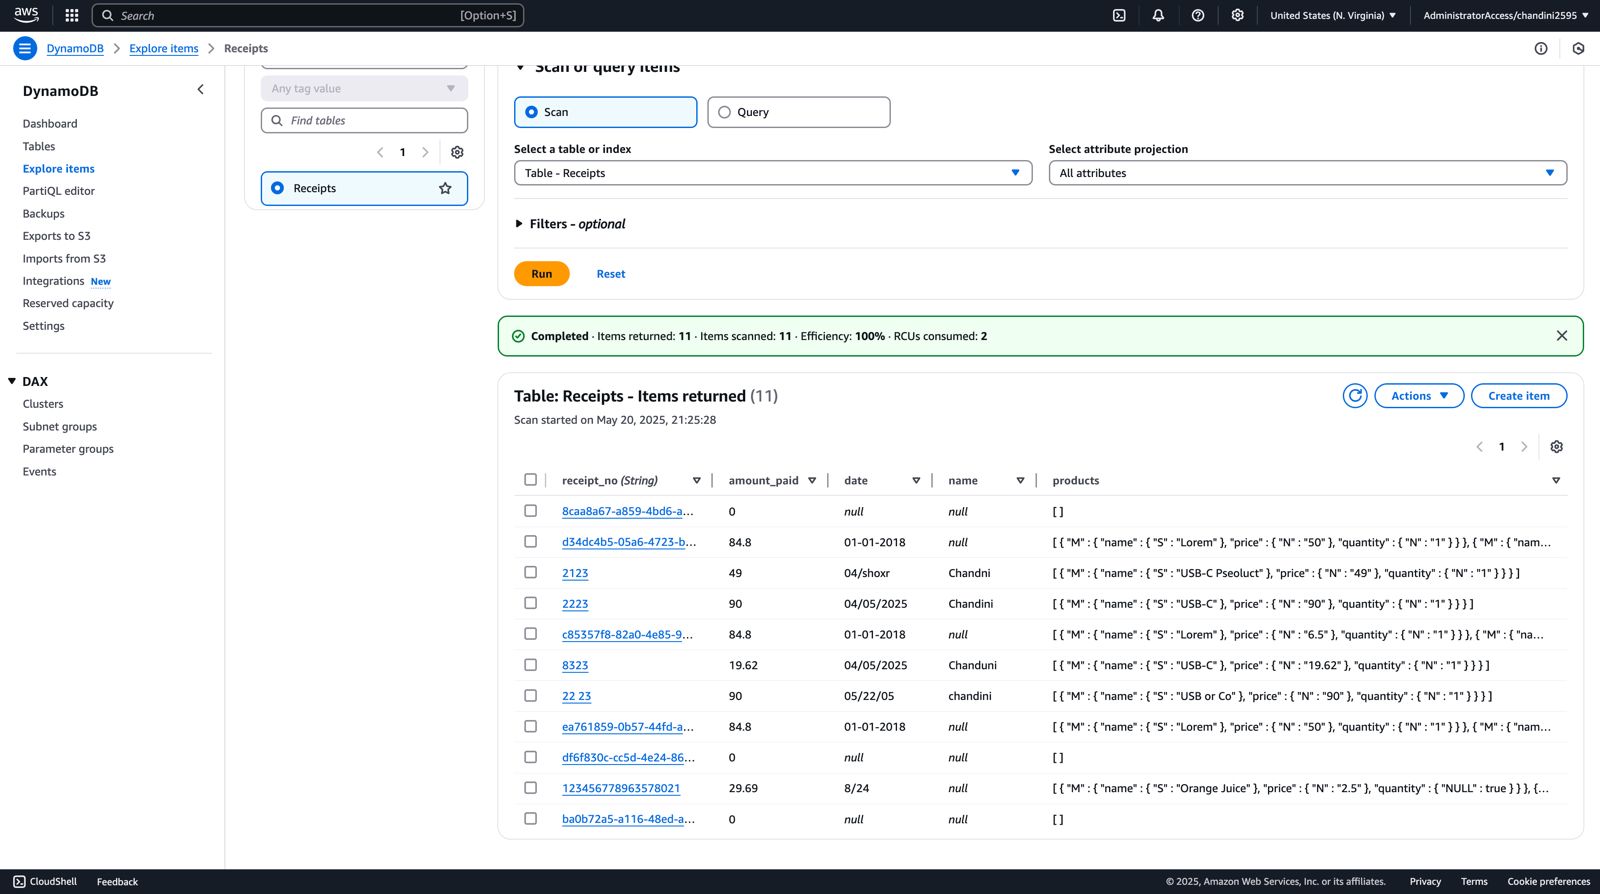 aws
Search [Option+S]
United States (N. Virginia) ▼
AdministratorAccess/chandini2595 ▼
DynamoDB > Explore items > Receipts
DynamoDB
Dashboard
Tables
Explore items
PartiQL editor
Backups
Exports to S3
Imports from S3
Integrations New
Reserved capacity
Settings
DAX
Clusters
Subnet groups
Parameter groups
Events
Any tag value
Find tables
1
Receipts
Scan or query items
Scan
Query
Select a table or index
Table - Receipts
Select attribute projection
All attributes
Filters - optional
Run
Reset
Completed · Items returned: 11 · Items scanned: 11 · Efficiency: 100% · RCUs consumed: 2
Table: Receipts - Items returned (11)
Scan started on May 20, 2025, 21:25:28
Actions
Create item
1
receipt_no (String) amount_paid date name products
8caa8a67-a859-4bd6-a... 0 null null [ ]
d34dc4b5-05a6-4723-b... 84.8 01-01-2018 null [ { "M" : { "name" : { "S" : "Lorem" }, "price" : { "N" : "50" }, "quantity" : { "N" : "1" } } }, { "M" : { "nam...
2123 49 04/shoxr Chandni [ { "M" : { "name" : { "S" : "USB-C Pseoluct" }, "price" : { "N" : "49" }, "quantity" : { "N" : "1" } } } ]
2223 90 04/05/2025 Chandini [ { "M" : { "name" : { "S" : "USB-C" }, "price" : { "N" : "90" }, "quantity" : { "N" : "1" } } } ]
c85357f8-82a0-4e85-9... 84.8 01-01-2018 null [ { "M" : { "name" : { "S" : "Lorem" }, "price" : { "N" : "6.5" }, "quantity" : { "N" : "1" } } }, { "M" : { "na...
8323 19.62 04/05/2025 Chanduni [ { "M" : { "name" : { "S" : "USB-C" }, "price" : { "N" : "19.62" }, "quantity" : { "N" : "1" } } } ]
22 23 90 05/22/05 chandini [ { "M" : { "name" : { "S" : "USB or Co" }, "price" : { "N" : "90" }, "quantity" : { "N" : "1" } } } ]
ea761859-0b57-44fd-a... 84.8 01-01-2018 null [ { "M" : { "name" : { "S" : "Lorem" }, "price" : { "N" : "50" }, "quantity" : { "N" : "1" } } }, { "M" : { "nam...
df6f830c-cc5d-4e24-86... 0 null null [ ]
123456778963578021 29.69 8/24 null [ { "M" : { "name" : { "S" : "Orange Juice" }, "price" : { "N" : "2.5" }, "quantity" : { "NULL" : true } } }, {...
ba0b72a5-a116-48ed-a... 0 null null [ ]
CloudShell
Feedback
© 2025, Amazon Web Services, Inc. or its affiliates.
Privacy
Terms
Cookie preferences